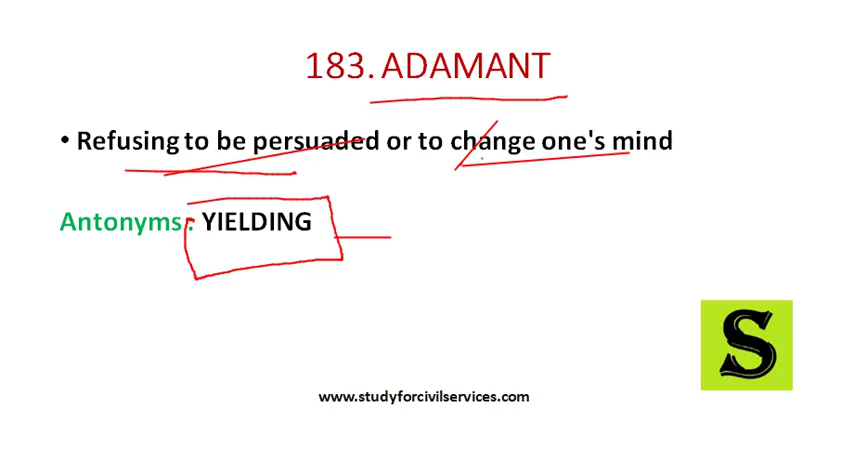 183. ADAMANT
• Refusing to be persuaded or to change one's mind
Antonyms : YIELDING
S
www.studyforcivilservices.com